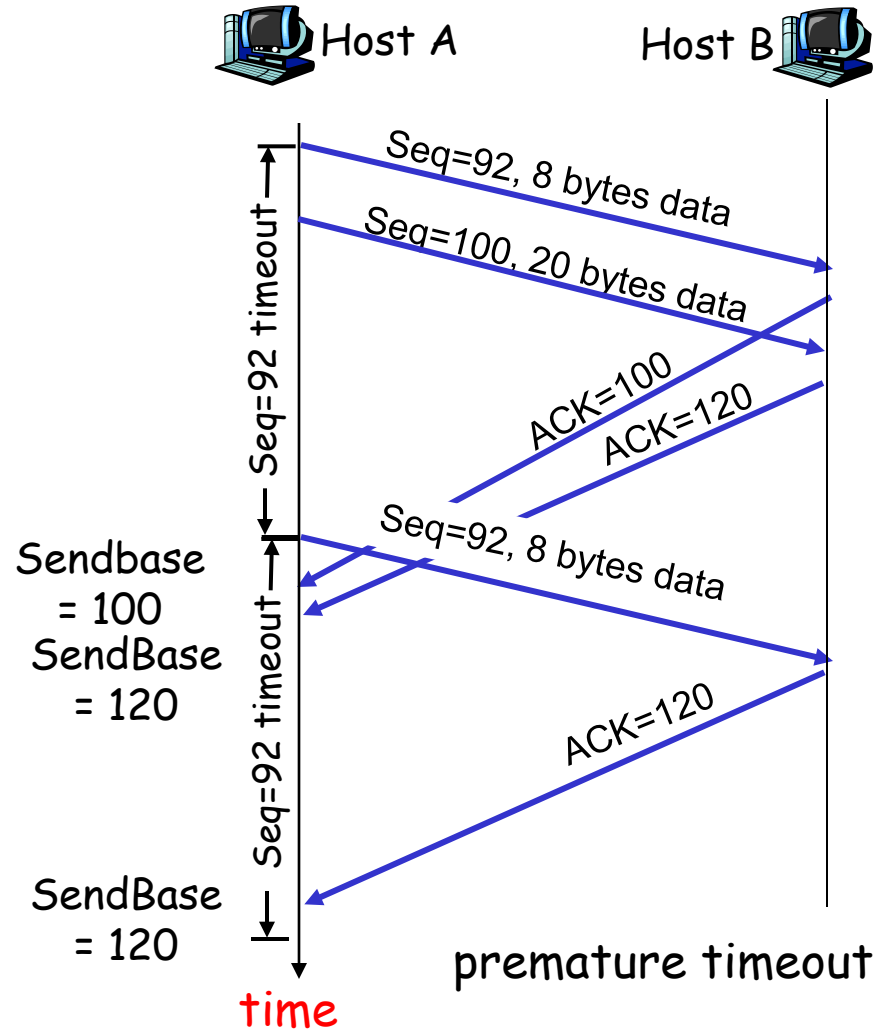 Host A
Host B
Seq=92, 8 bytes data
Seq=100, 20 bytes data
Seq=92 timeout
ACK=100
ACK=120
Seq=92, 8 bytes data
Sendbase
= 100
SendBase
= 120
Seq=92 timeout
ACK=120
SendBase
= 120
premature timeout
time